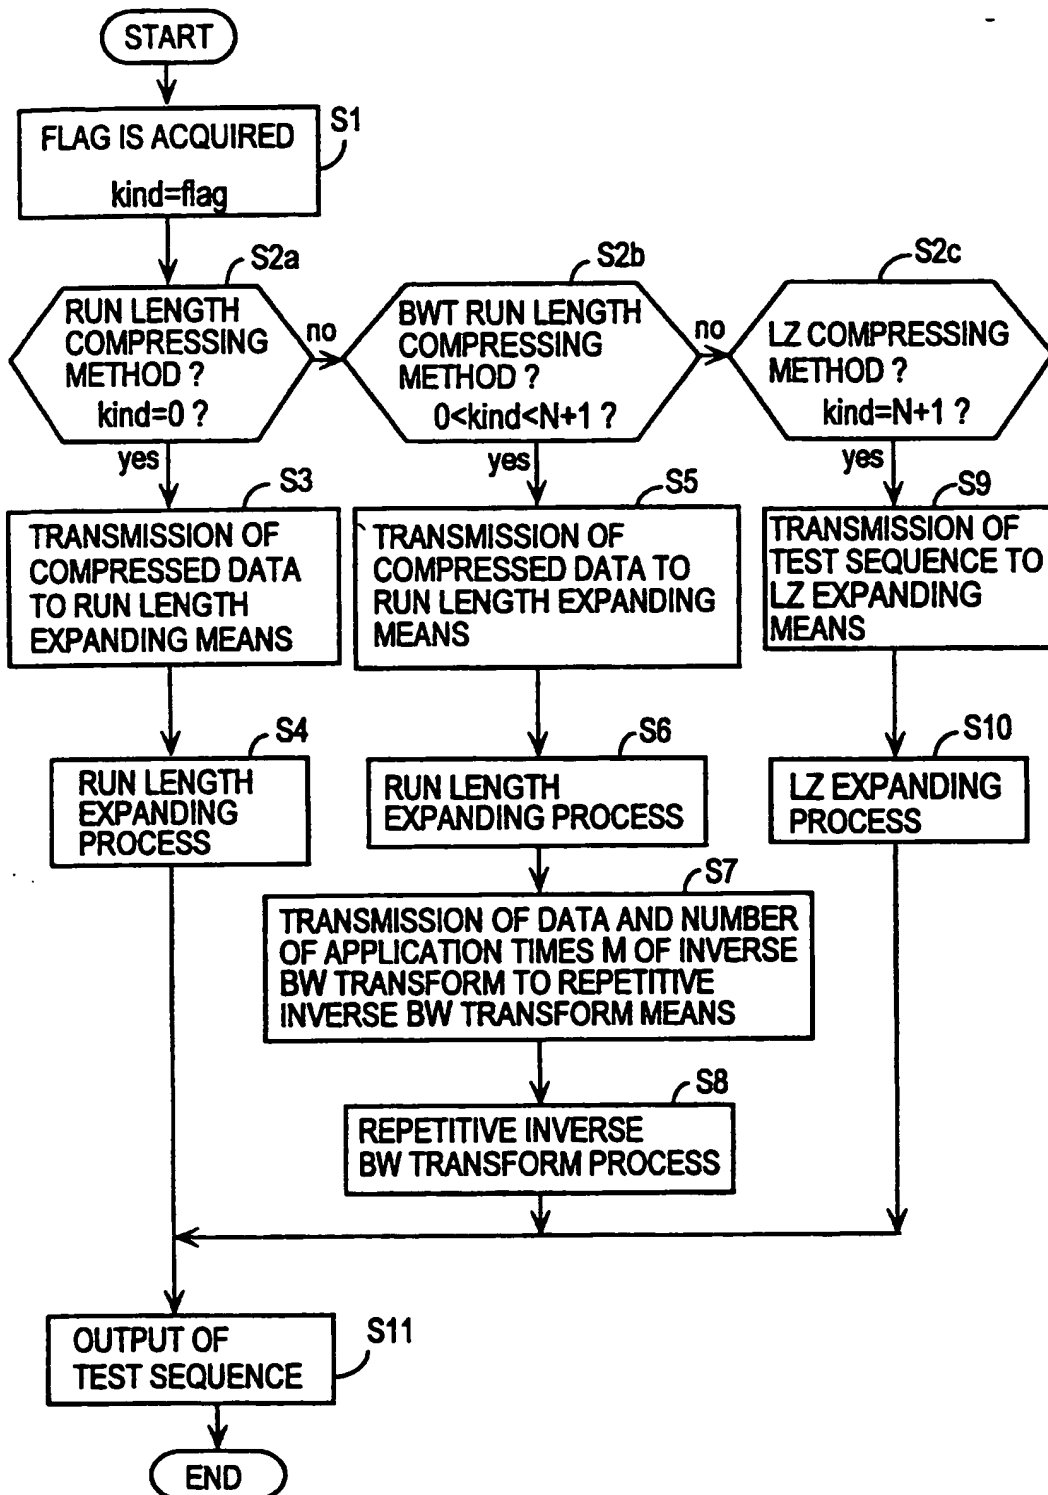 START
S1
FLAG IS ACQUIRED
kind=flag
S2a
RUN LENGTH
COMPRESSING
METHOD ?
kind=0 ?
no
yes
S2b
BWT RUN LENGTH
COMPRESSING
METHOD ?
0<kind<N+1 ?
no
yes
S2c
LZ COMPRESSING
METHOD ?
kind=N+1 ?
yes
S3
TRANSMISSION OF
COMPRESSED DATA
TO RUN LENGTH
EXPANDING MEANS
S5
TRANSMISSION OF
COMPRESSED DATA TO
RUN LENGTH EXPANDING
MEANS
S9
TRANSMISSION OF
TEST SEQUENCE TO
LZ EXPANDING
MEANS
S4
RUN LENGTH
EXPANDING
PROCESS
S6
RUN LENGTH
EXPANDING PROCESS
S10
LZ EXPANDING
PROCESS
S7
TRANSMISSION OF DATA AND NUMBER
OF APPLICATION TIMES M OF INVERSE
BW TRANSFORM TO REPETITIVE
INVERSE BW TRANSFORM MEANS
S8
REPETITIVE INVERSE
BW TRANSFORM PROCESS
S11
OUTPUT OF
TEST SEQUENCE
END